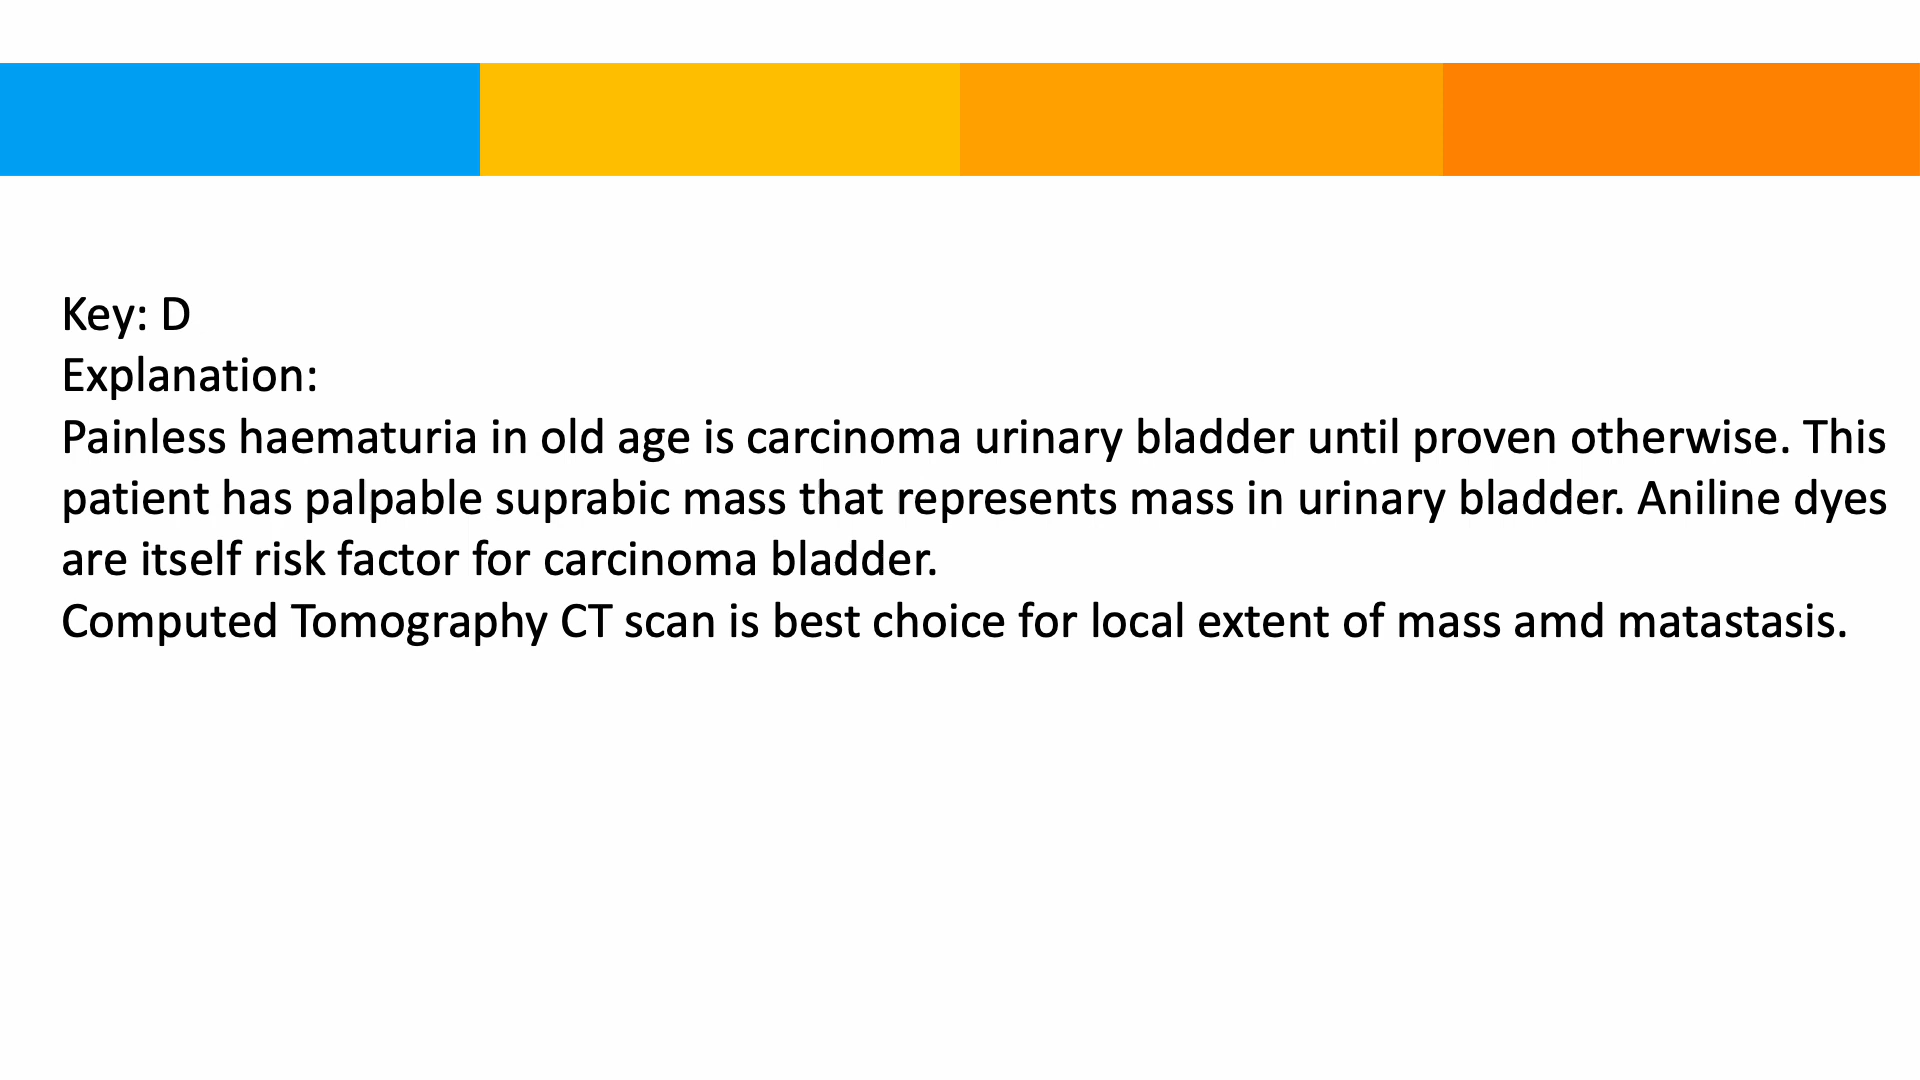 Key: D
Explanation:
Painless haematuria in old age is carcinoma urinary bladder until proven otherwise. This
patient has palpable suprabic mass that represents mass in urinary bladder. Aniline dyes
are itself risk factor for carcinoma bladder.
Computed Tomography CT scan is best choice for local extent of mass amd matastasis.